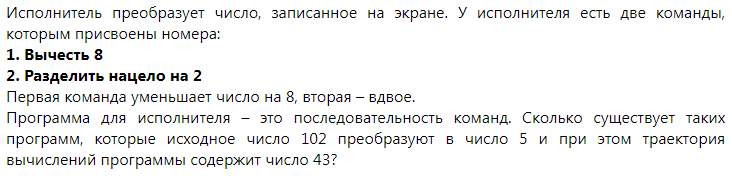 Исполнитель преобразует число, записанное на экране. У исполнителя есть две команды,
которым присвоены номера:
1. Вычесть 8
2. Разделить нацело на 2
Первая команда уменьшает число на 8, вторая – вдвое.
Программа для исполнителя – это последовательность команд. Сколько существует таких
программ, которые исходное число 102 преобразуют в число 5 и при этом траектория
вычислений программы содержит число 43?